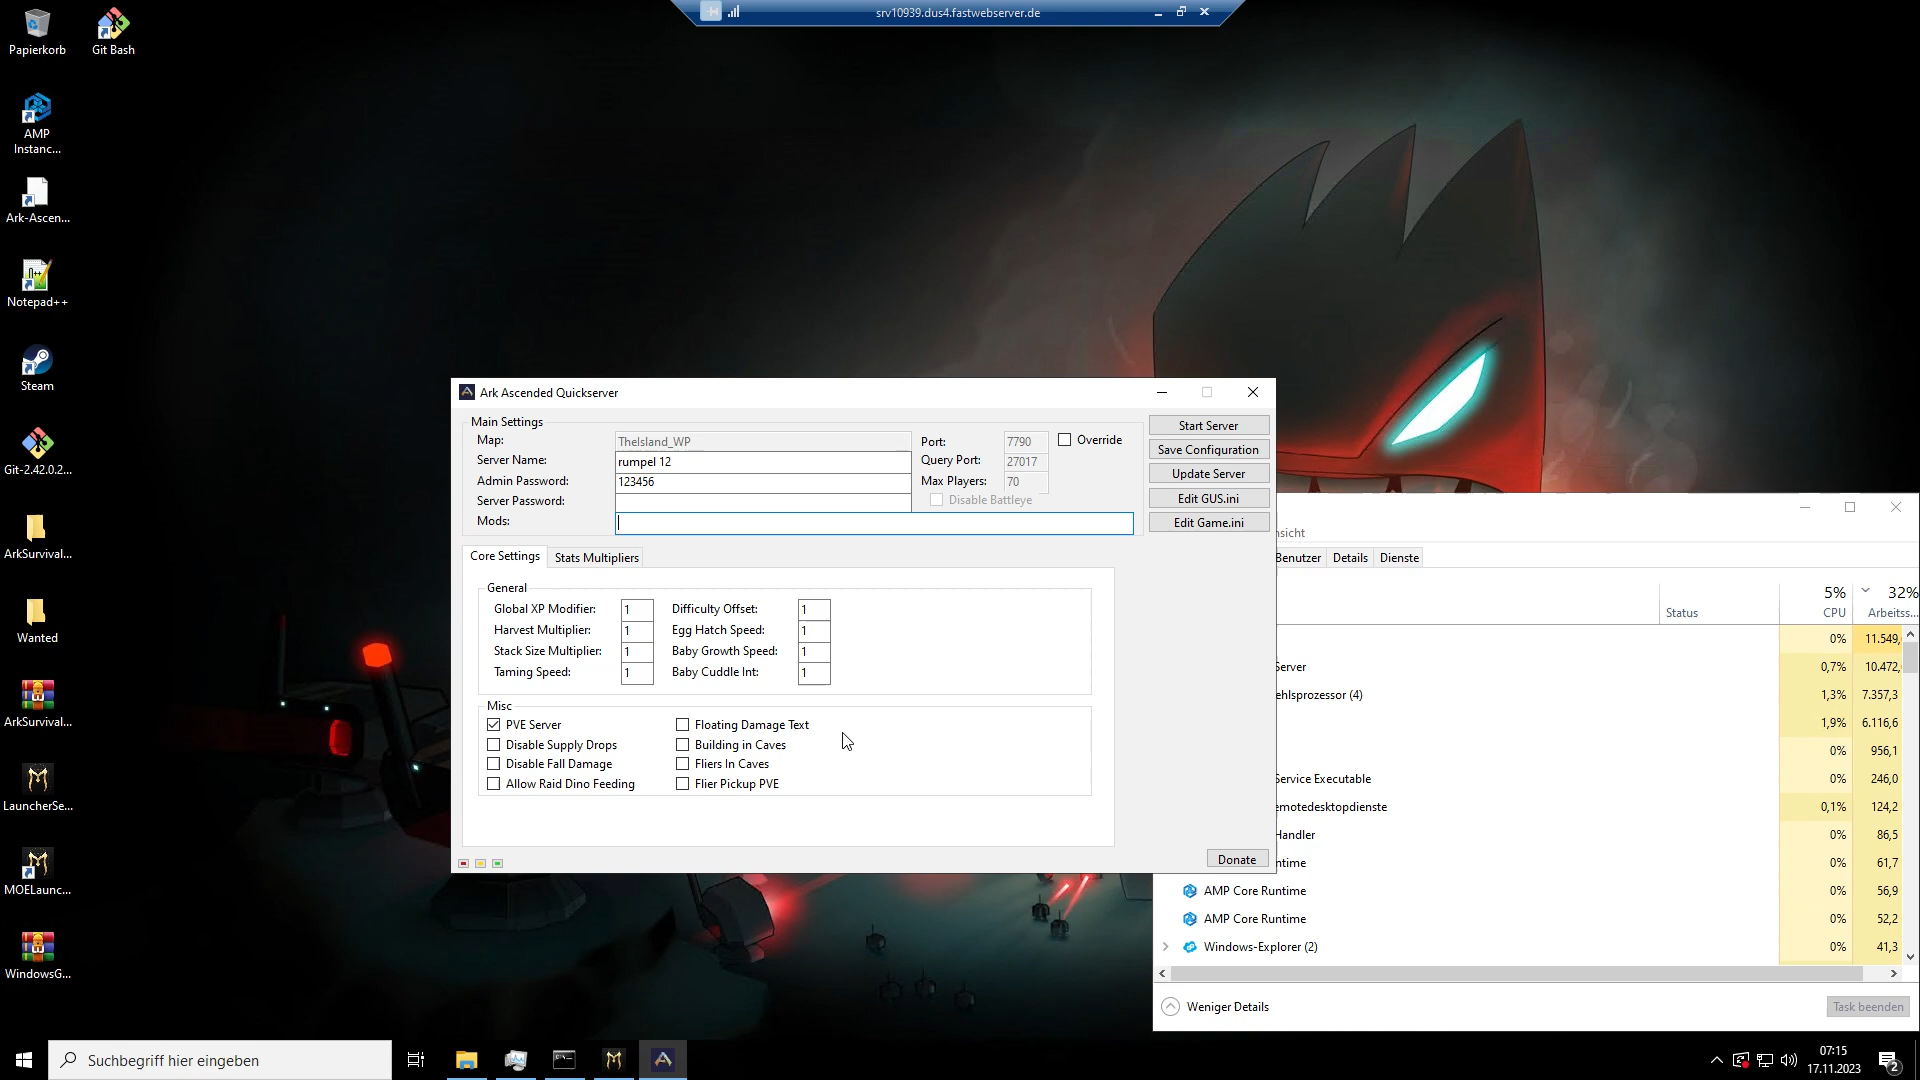 srv10939.dus4.fastwebserver.de
Papierkorb
Git Bash
AMP
Instanc...
Ark-Ascen...
Notepad++
Steam
Git-2.42.0.2...
ArkSurvival...
Wanted
ArkSurvival...
LauncherSe...
MOELaunc...
WindowsG...
Ark Ascended Quickserver
Main Settings
Map: TheIsland_WP Port: 7790 Override
Server Name: rumpel 12 Query Port: 27017
Admin Password: 123456 Max Players: 70
Server Password: Disable Battleye
Mods:
Start Server
Save Configuration
Update Server
Edit GUS.ini
Edit Game.ini
Core Settings Stats Multipliers
General
Global XP Modifier: 1 Difficulty Offset: 1
Harvest Multiplier: 1 Egg Hatch Speed: 1
Stack Size Multiplier: 1 Baby Growth Speed: 1
Taming Speed: 1 Baby Cuddle Int: 1
Misc
PVE Server Floating Damage Text
Disable Supply Drops Building in Caves
Disable Fall Damage Fliers In Caves
Allow Raid Dino Feeding Flier Pickup PVE
Donate
nsicht
Benutzer Details Dienste
5% 32%
Status CPU Arbeitss...
0% 11.549,
Server 0,7% 10.472,
ehlsprozessor (4) 1,3% 7.357,3
1,9% 6.116,6
0% 956,1
Service Executable 0% 246,0
emotedesktopdienste 0,1% 124,2
Handler 0% 86,5
ntime 0% 61,7
AMP Core Runtime 0% 56,9
AMP Core Runtime 0% 52,2
Windows-Explorer (2) 0% 41,3
Weniger Details Task beenden
Suchbegriff hier eingeben
07:15
17.11.2023
2